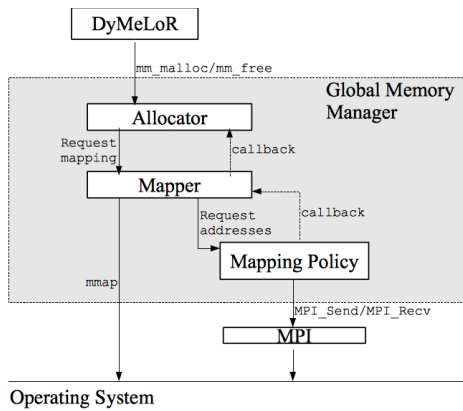 DyMeLoR
mm_malloc/mm_free
Global Memory
Manager
Allocator
Request
mapping
callback
Mapper
Request
addresses
callback
Mapping Policy
mmap
MPI_Send/MPI_Recv
MPI
Operating System